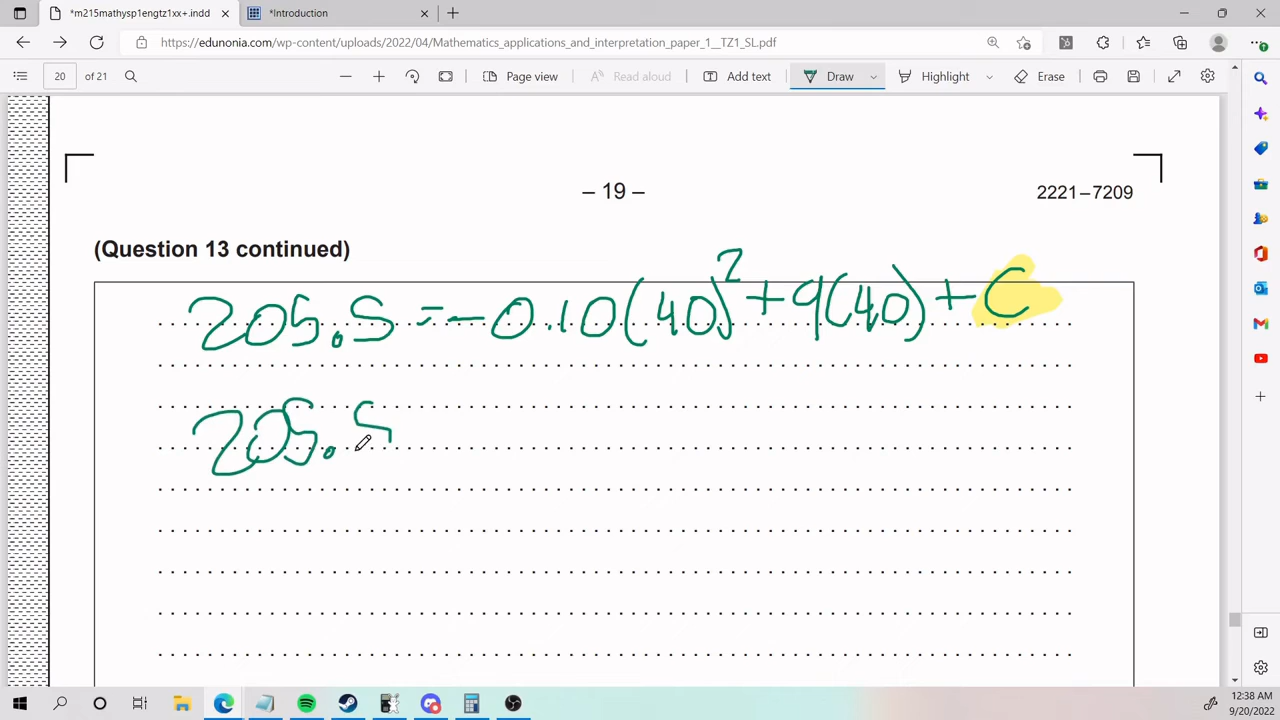 *m215mathysp1engtz1xx+.indd
*Introduction
https://edunonia.com/wp-content/uploads/2022/04/Mathematics_applications_and_interpretation_paper_1__TZ1_SL.pdf
20 of 21
Page view
Read aloud
Add text
Draw
Highlight
Erase
– 19 –
2221–7209
(Question 13 continued)
205.5 = -0.10(40)² + 9(40) + C
205.5
12:38 AM
9/20/2022